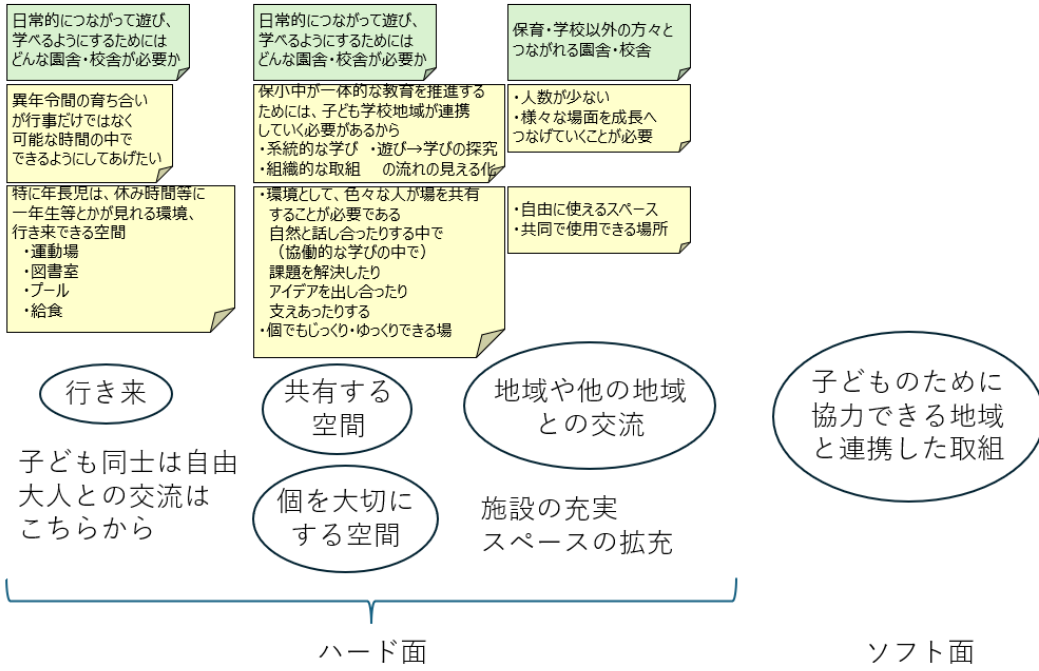 日常的につながって遊び、
学べるようにするためには
どんな園舎・校舎が必要か
異年令間の育ち合い
が行事だけではなく
可能な時間の中で
できるようにしてあげたい
特に年長児は、休み時間等に
一年生等とかが見れる環境、
行き来できる空間
・運動場
・図書室
・プール
・給食
行き来
子ども同士は自由
大人との交流は
こちらから
日常的につながって遊び、
学べるようにするためには
どんな園舎・校舎が必要か
保小中が一体的な教育を推進する
ためには、子ども学校地域が連携
していく必要があるから
・系統的な学び ・遊び→学びの探究
・組織的な取組 の流れの見える化
・環境として、色々な人が場を共有
することが必要である
自然と話し合ったりする中で
（協働的な学びの中で）
課題を解決したり
アイデアを出し合ったり
支えあったりする
・個でもじっくり・ゆっくりできる場
共有する
空間
個を大切に
する空間
保育・学校以外の方々と
つながれる園舎・校舎
・人数が少ない
・様々な場面を成長へ
つなげていくことが必要
・自由に使えるスペース
・共同で使用できる場所
地域や他の地域
との交流
施設の充実
スペースの拡充
ハード面
子どものために
協力できる地域
と連携した取組
ソフト面